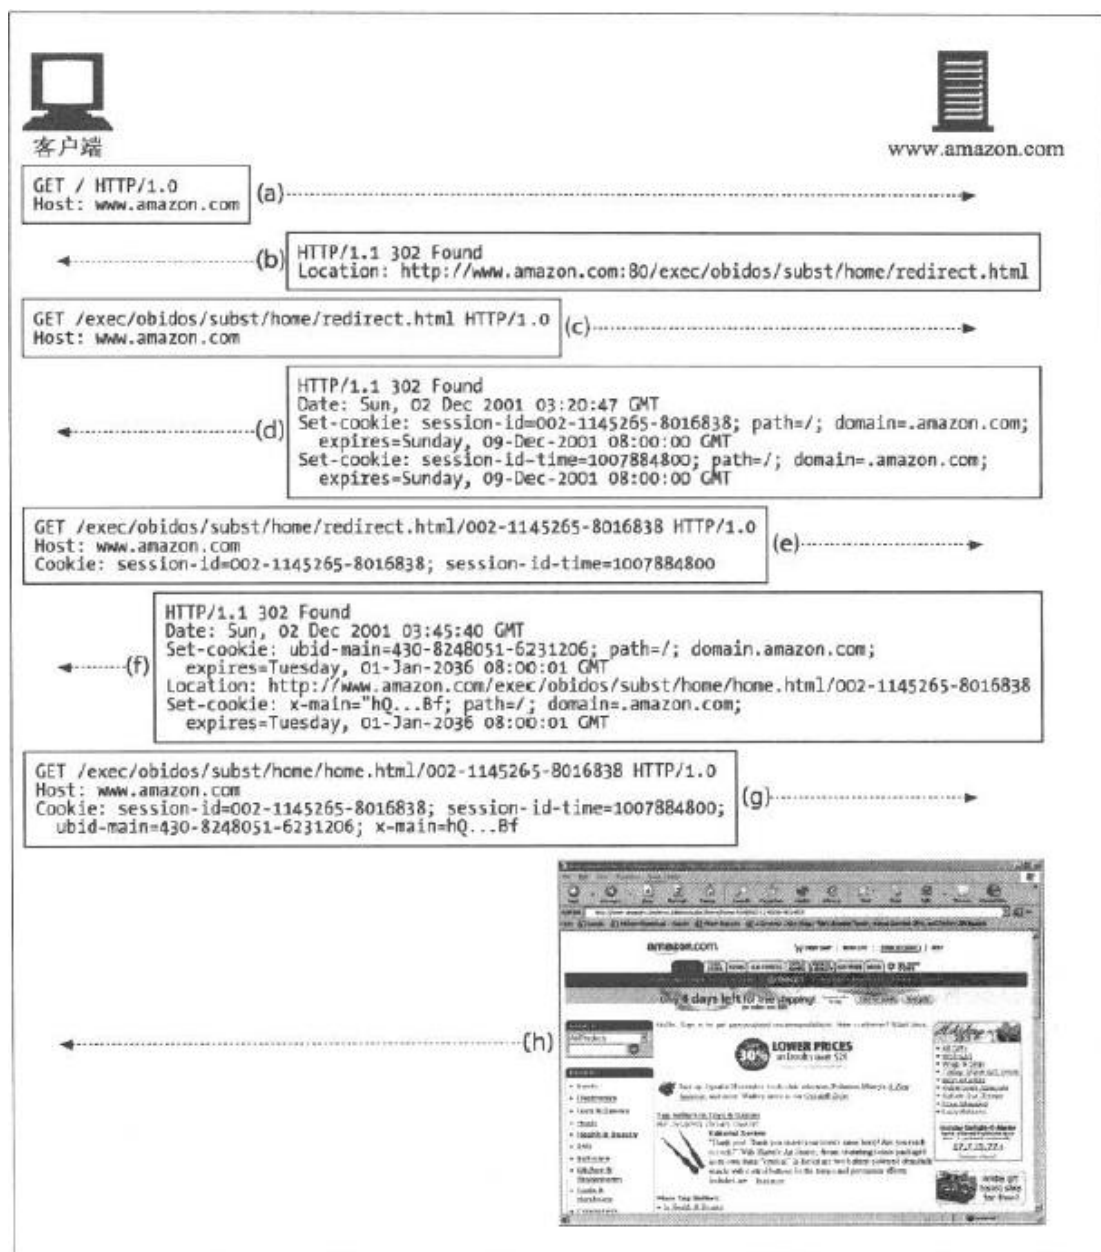 客户端
www.amazon.com
GET / HTTP/1.0
Host: www.amazon.com
(a)
(b)
HTTP/1.1 302 Found
Location: http://www.amazon.com:80/exec/obidos/subst/home/redirect.html
GET /exec/obidos/subst/home/redirect.html HTTP/1.0
Host: www.amazon.com
(c)
(d)
HTTP/1.1 302 Found
Date: Sun, 02 Dec 2001 03:20:47 GMT
Set-cookie: session-id=002-1145265-8016838; path=/; domain=.amazon.com;
expires=Sunday, 09-Dec-2001 08:00:00 GMT
Set-cookie: session-id-time=1007884800; path=/; domain=.amazon.com;
expires=Sunday, 09-Dec-2001 08:00:00 GMT
GET /exec/obidos/subst/home/redirect.html/002-1145265-8016838 HTTP/1.0
Host: www.amazon.com
Cookie: session-id=002-1145265-8016838; session-id-time=1007884800
(e)
(f)
HTTP/1.1 302 Found
Date: Sun, 02 Dec 2001 03:45:40 GMT
Set-cookie: ubid-main=430-8248051-6231206; path=/; domain.amazon.com;
expires=Tuesday, 01-Jan-2036 08:00:01 GMT
Location: http://www.amazon.com/exec/obidos/subst/home/home.html/002-1145265-8016838
Set-cookie: x-main="hQ...Bf; path=/; domain=.amazon.com;
expires=Tuesday, 01-Jan-2036 08:00:01 GMT
GET /exec/obidos/subst/home/home.html/002-1145265-8016838 HTTP/1.0
Host: www.amazon.com
Cookie: session-id=002-1145265-8016838; session-id-time=1007884800;
ubid-main=430-8248051-6231206; x-main=hQ...Bf
(g)
(h)
amazon.com
days left for free shipping!
30%
LOWER PRICES